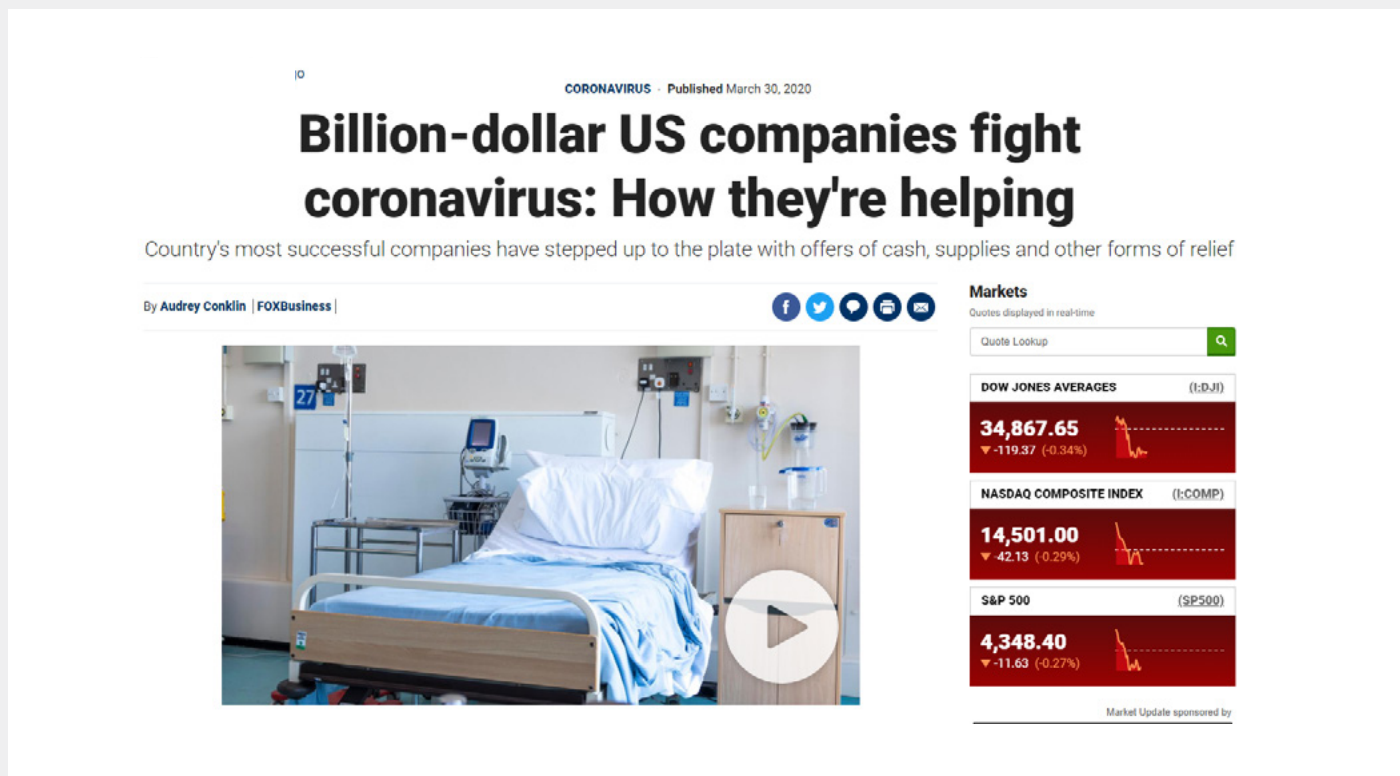 CORONAVIRUS · Published March 30, 2020
Billion-dollar US companies fight
coronavirus: How they're helping
Country's most successful companies have stepped up to the plate with offers of cash, supplies and other forms of relief
By Audrey Conklin | FOXBusiness |
27
Markets
Quotes displayed in real-time
Quote Lookup
DOW JONES AVERAGES (I:DJI)
34,867.65
▼ -119.37 (-0.34%)
NASDAQ COMPOSITE INDEX (I:COMP)
14,501.00
▼ -42.13 (-0.29%)
S&P 500 (SP500)
4,348.40
▼ -11.63 (-0.27%)
Market Update sponsored by